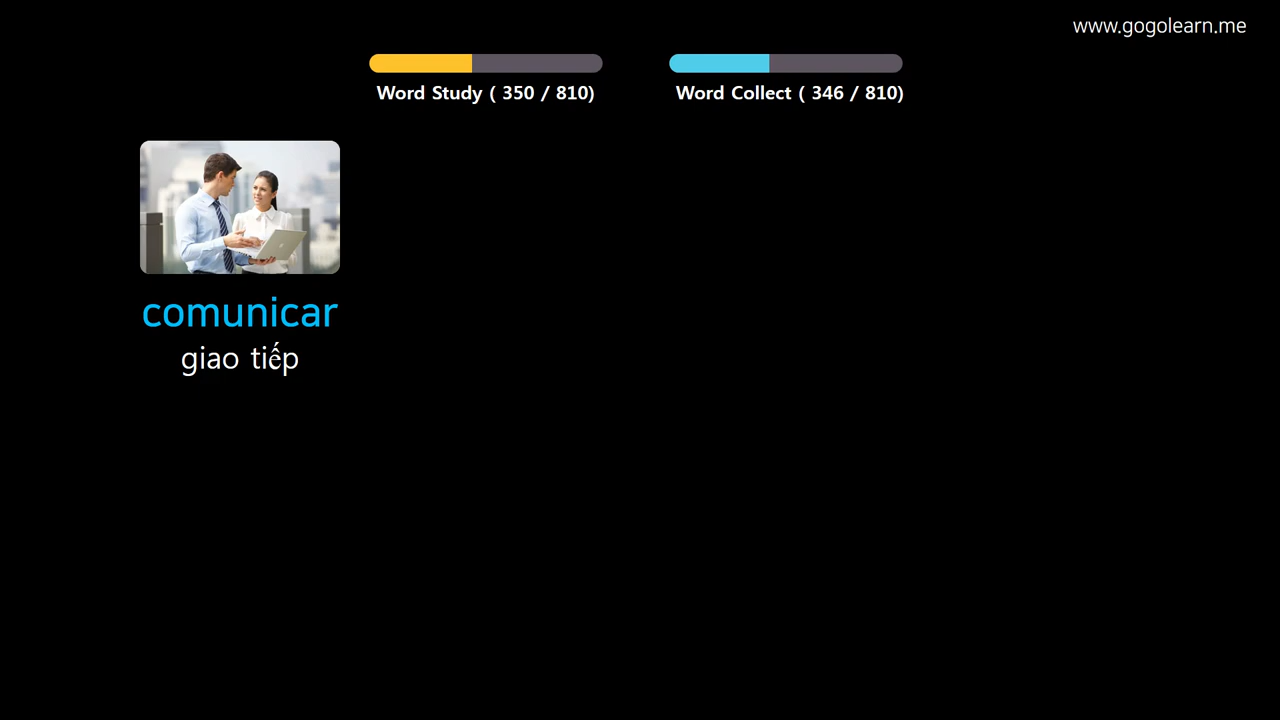 www.gogolearn.me
Word Study ( 350 / 810)
Word Collect ( 346 / 810)
comunicar
giao tiếp